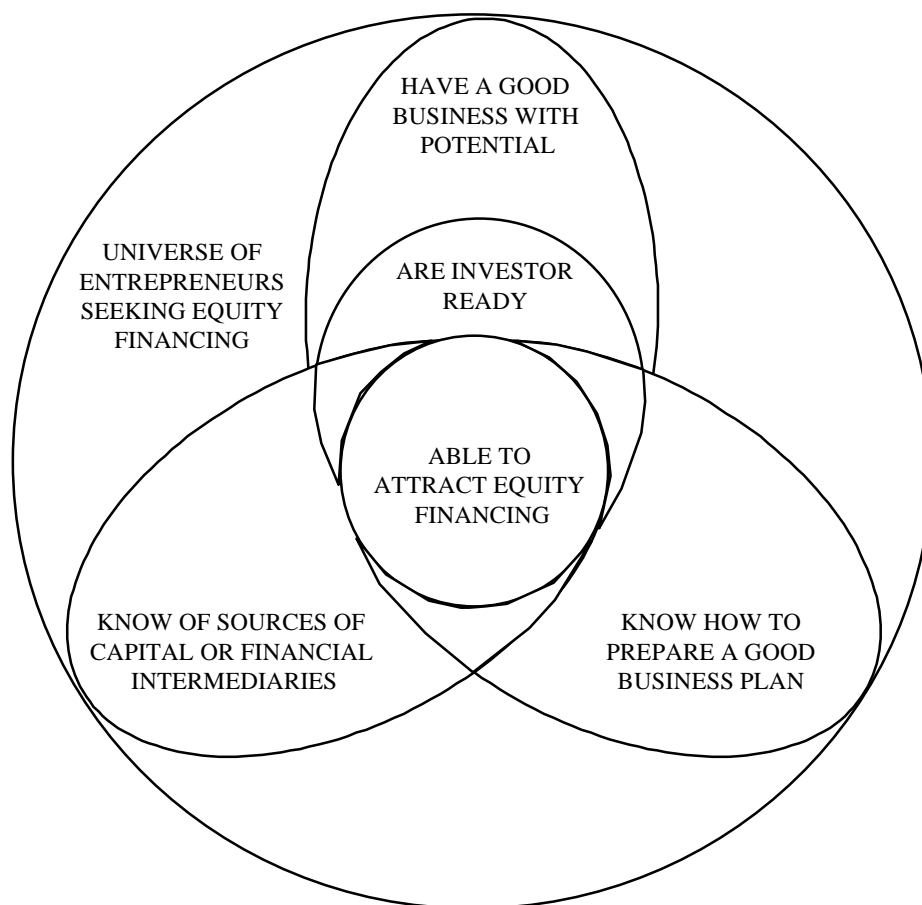 HAVE A GOOD
BUSINESS WITH
POTENTIAL
UNIVERSE OF
ENTREPRENEURS
SEEKING EQUITY
FINANCING
ARE INVESTOR
READY
ABLE TO
ATTRACT EQUITY
FINANCING
KNOW OF SOURCES OF
CAPITAL OR FINANCIAL
INTERMEDIARIES
KNOW HOW TO
PREPARE A GOOD
BUSINESS PLAN